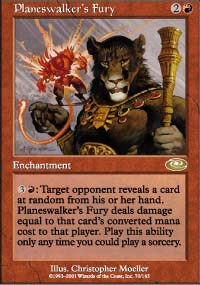 Planeswalker's Fury 2
Enchantment
3 : Target opponent reveals a card
at random from his or her hand.
Planeswalker's Fury deals damage
equal to that card's converted mana
cost to that player. Play this ability
only any time you could play a sorcery.
Illus. Christopher Moeller
©1993-2001 Wizards of the Coast, Inc. 70/143